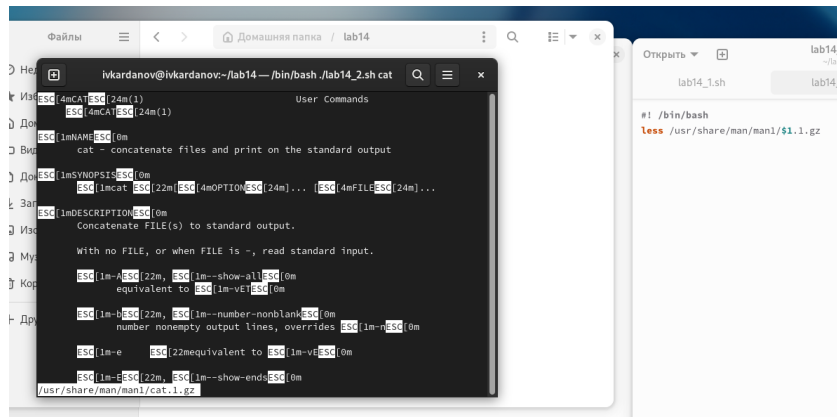 Файлы
Домашняя папка / lab14
ivkardanov@ivkardanov:~/lab14 — /bin/bash ./lab14_2.sh cat
ESC[4mCATESC[24m(1) User Commands
ESC[4mCATESC[24m(1)
ESC[1mNAMEESC[0m
cat - concatenate files and print on the standard output
ESC[1mSYNOPSISESC[0m
ESC[1mcat ESC[22m[ESC[4mOPTIONESC[24m]... [ESC[4mFILEESC[24m]...
ESC[1mDESCRIPTIONESC[0m
Concatenate FILE(s) to standard output.
With no FILE, or when FILE is -, read standard input.
ESC[1m-AESC[22m, ESC[1m--show-allESC[0m
equivalent to ESC[1m-vETESC[0m
ESC[1m-bESC[22m, ESC[1m--number-nonblankESC[0m
number nonempty output lines, overrides ESC[1m-nESC[0m
ESC[1m-e ESC[22mequivalent to ESC[1m-vEESC[0m
ESC[1m-EESC[22m, ESC[1m--show-endsESC[0m
/usr/share/man/man1/cat.1.gz
Открыть
lab14_
~/la
lab14_1.sh
lab14_
#! /bin/bash
less /usr/share/man/man1/$1.1.gz